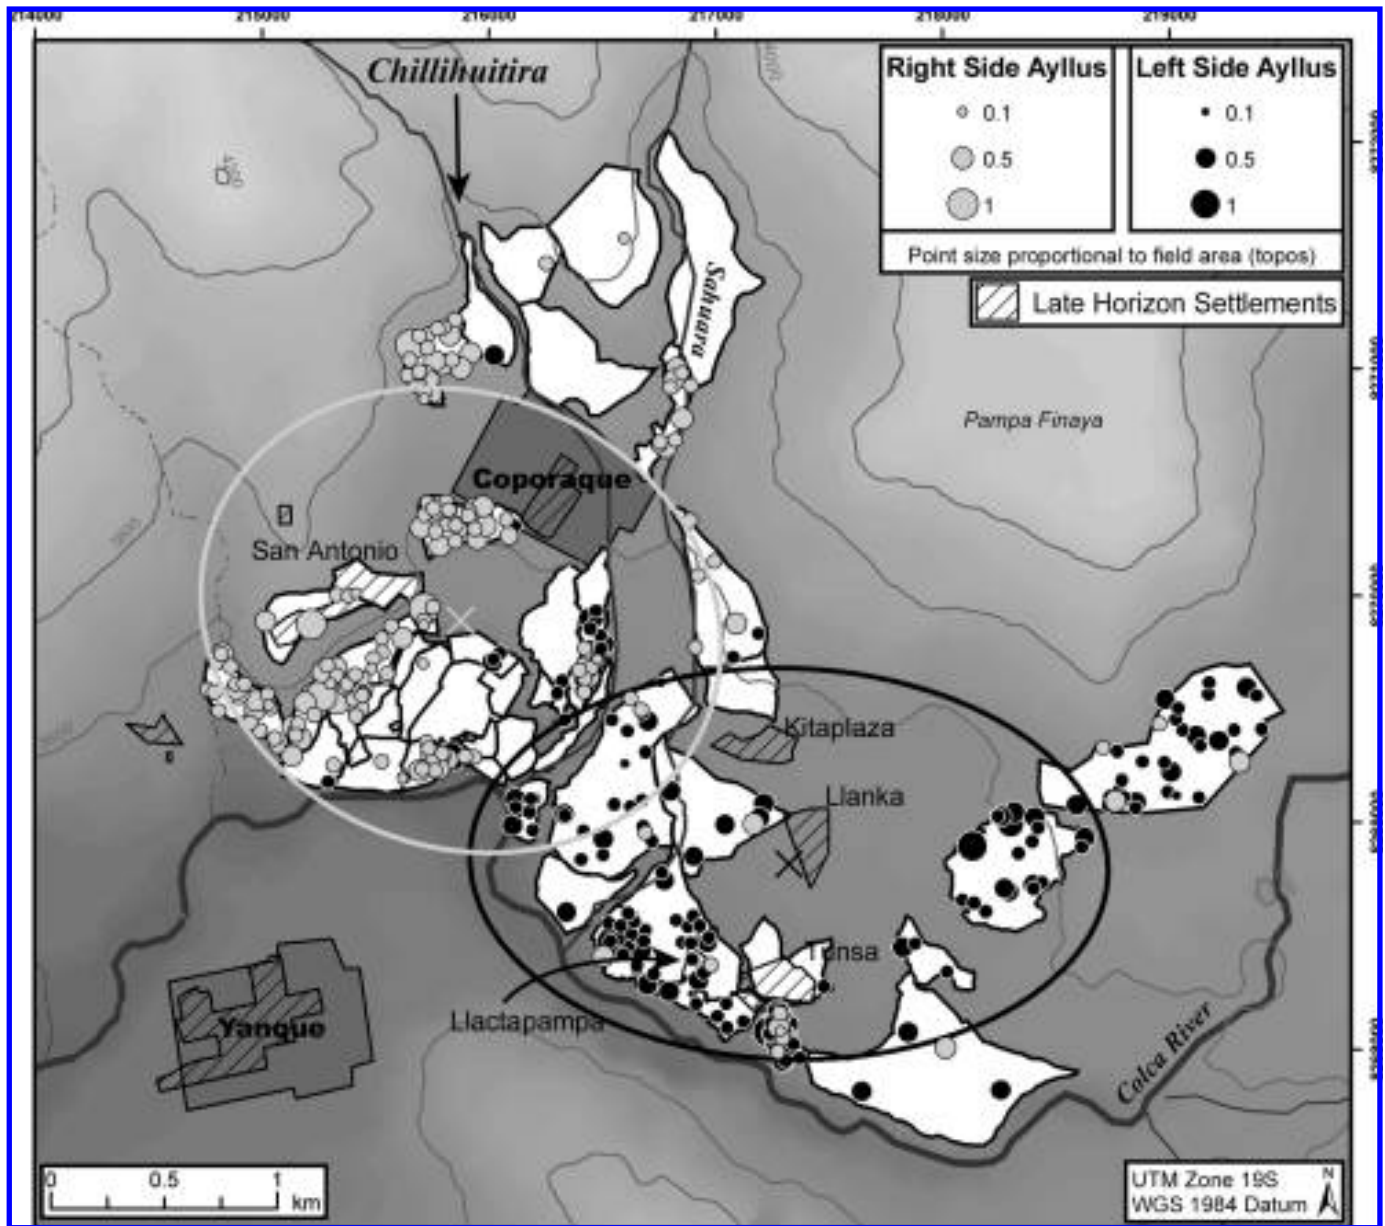 214000 215000 216000 217000 218000 219000
Chillihuitira
Right Side Ayllus
0.1
0.5
1
Left Side Ayllus
0.1
0.5
1
Point size proportional to field area (topos)
Late Horizon Settlements
Sahuara
Pampa Finaya
Coporaque
San Antonio
Kitaplaza
Llanka
Tunsa
Llactapampa
Yanque
Colca River
0 0.5 1
km
UTM Zone 19S
WGS 1984 Datum
N